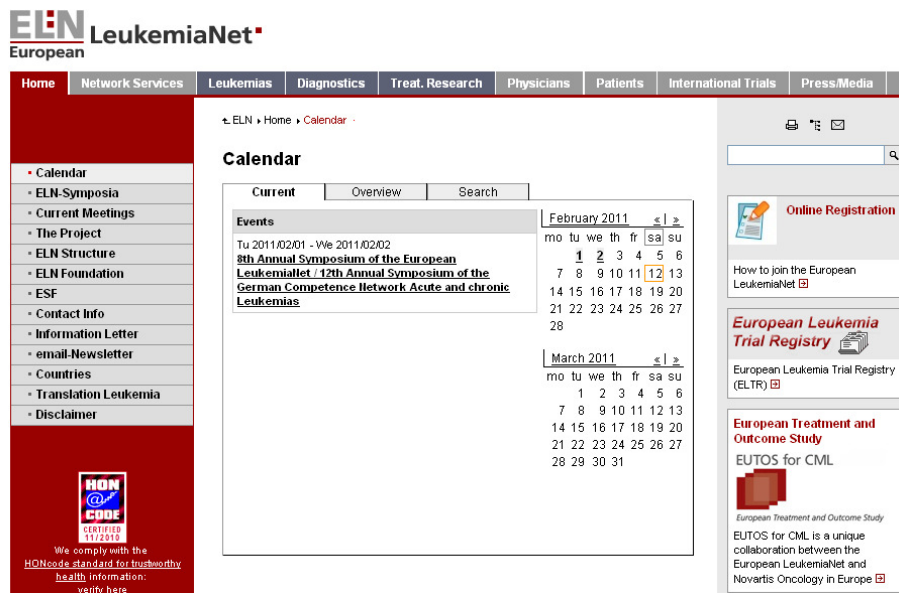 ELN
European LeukemiaNet
Home Network Services Leukemias Diagnostics Treat. Research Physicians Patients International Trials Press/Media
ELN Home Calendar
Calendar
ELN-Symposia
Current Meetings
The Project
ELN Structure
ELN Foundation
ESF
Contact Info
Information Letter
email-Newsletter
Countries
Translation Leukemia
Disclaimer
HON
@
CODE
CERTIFIED
11/2010
We comply with the
HONcode standard for trustworthy
health information:
verify here
Calendar
Current Overview Search
Events
Tu 2011/02/01 - We 2011/02/02
8th Annual Symposium of the European
LeukemiaNet / 12th Annual Symposium of the
German Competence Network Acute and chronic
Leukemias
February 2011 « | »
mo tu we th fr sa su
1 2 3 4 5 6
7 8 9 10 11 12 13
14 15 16 17 18 19 20
21 22 23 24 25 26 27
28
March 2011 « | »
mo tu we th fr sa su
1 2 3 4 5 6
7 8 9 10 11 12 13
14 15 16 17 18 19 20
21 22 23 24 25 26 27
28 29 30 31
Online Registration
How to join the European
LeukemiaNet
European Leukemia
Trial Registry
European Leukemia Trial Registry
(ELTR)
European Treatment and
Outcome Study
EUTOS for CML
European Treatment and Outcome Study
EUTOS for CML is a unique
collaboration between the
European LeukemiaNet and
Novartis Oncology in Europe